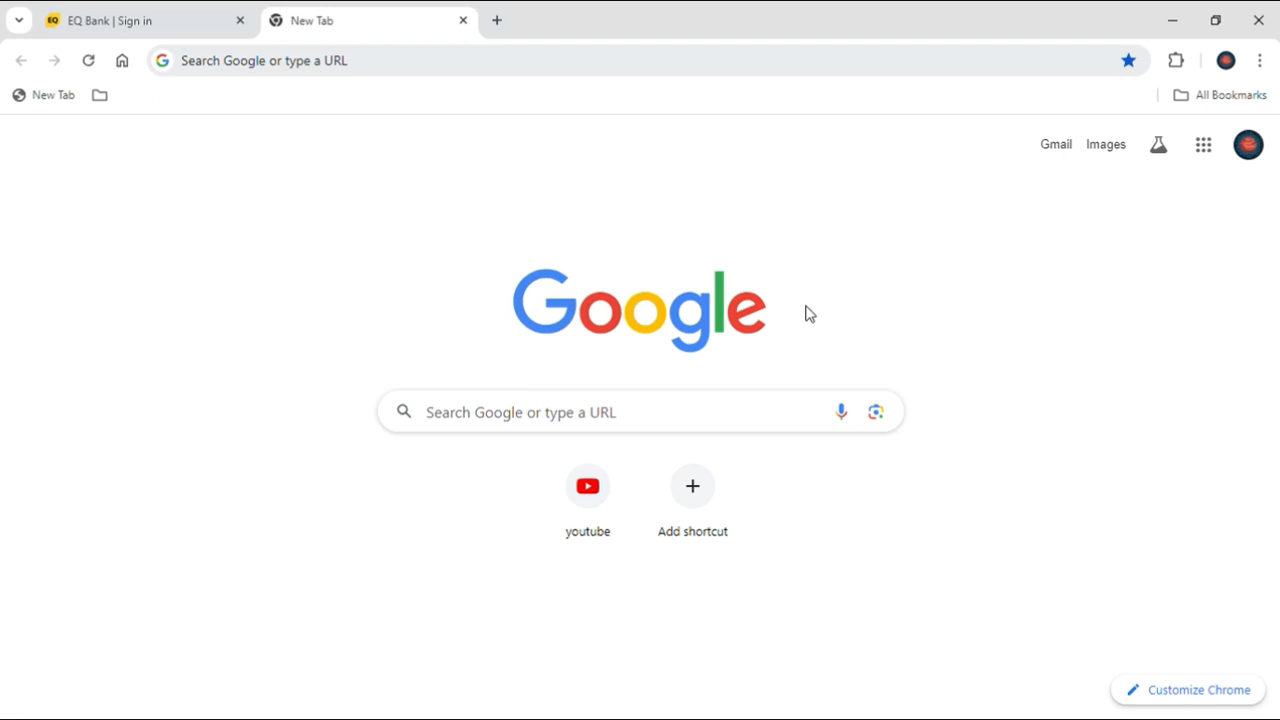 EQ EQ Bank | Sign in
New Tab
Search Google or type a URL
New Tab
All Bookmarks
Gmail Images
Google
Search Google or type a URL
youtube Add shortcut
Customize Chrome